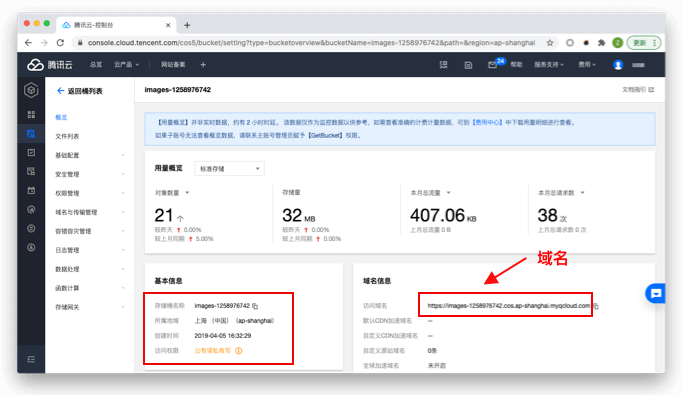 腾讯云-控制台
console.cloud.tencent.com/cos5/bucket/setting?type=bucketoverview&bucketName=images-1258976742&path=&region=ap-shanghai
更新
腾讯云 总览 云产品 网站备案 + 24 帮助 服务支持 费用
返回桶列表
images-1258976742 文档指引
概览
文件列表
基础配置
安全管理
权限管理
域名与传输管理
容错容灾管理
日志管理
数据处理
函数计算
存储网关
【用量概览】并非实时数据,约有 2 小时时延。 该数据仅作为监控数据以供参考,如需查看准确的计费计量数据,可到【费用中心】中下载用量明细进行查看。
如果子账号无法查看概览数据,请联系主账号管理员赋予【GetBucket】权限。
用量概览 标准存储
对象数量 存储量 本月总流量 本月总请求数
21 个 32 MB 407.06 KB 38 次
较昨天 ↑ 0.00% 较昨天 ↑ 0.00% 上月总流量 0 B 上月总请求数 0 次
较上月同期 ↑ 5.00% 较上月同期 ↑ 0.00%
域名
基本信息
存储桶名称 images-1258976742
所属地域 上海 (中国) (ap-shanghai)
创建时间 2019-04-05 16:32:29
访问权限 公有读私有写
域名信息
访问域名 https://images-1258976742.cos.ap-shanghai.myqcloud.com
默认CDN加速域名 --
自定义CDN加速域名 --
自定义源站域名 0条
全球加速域名 未开启